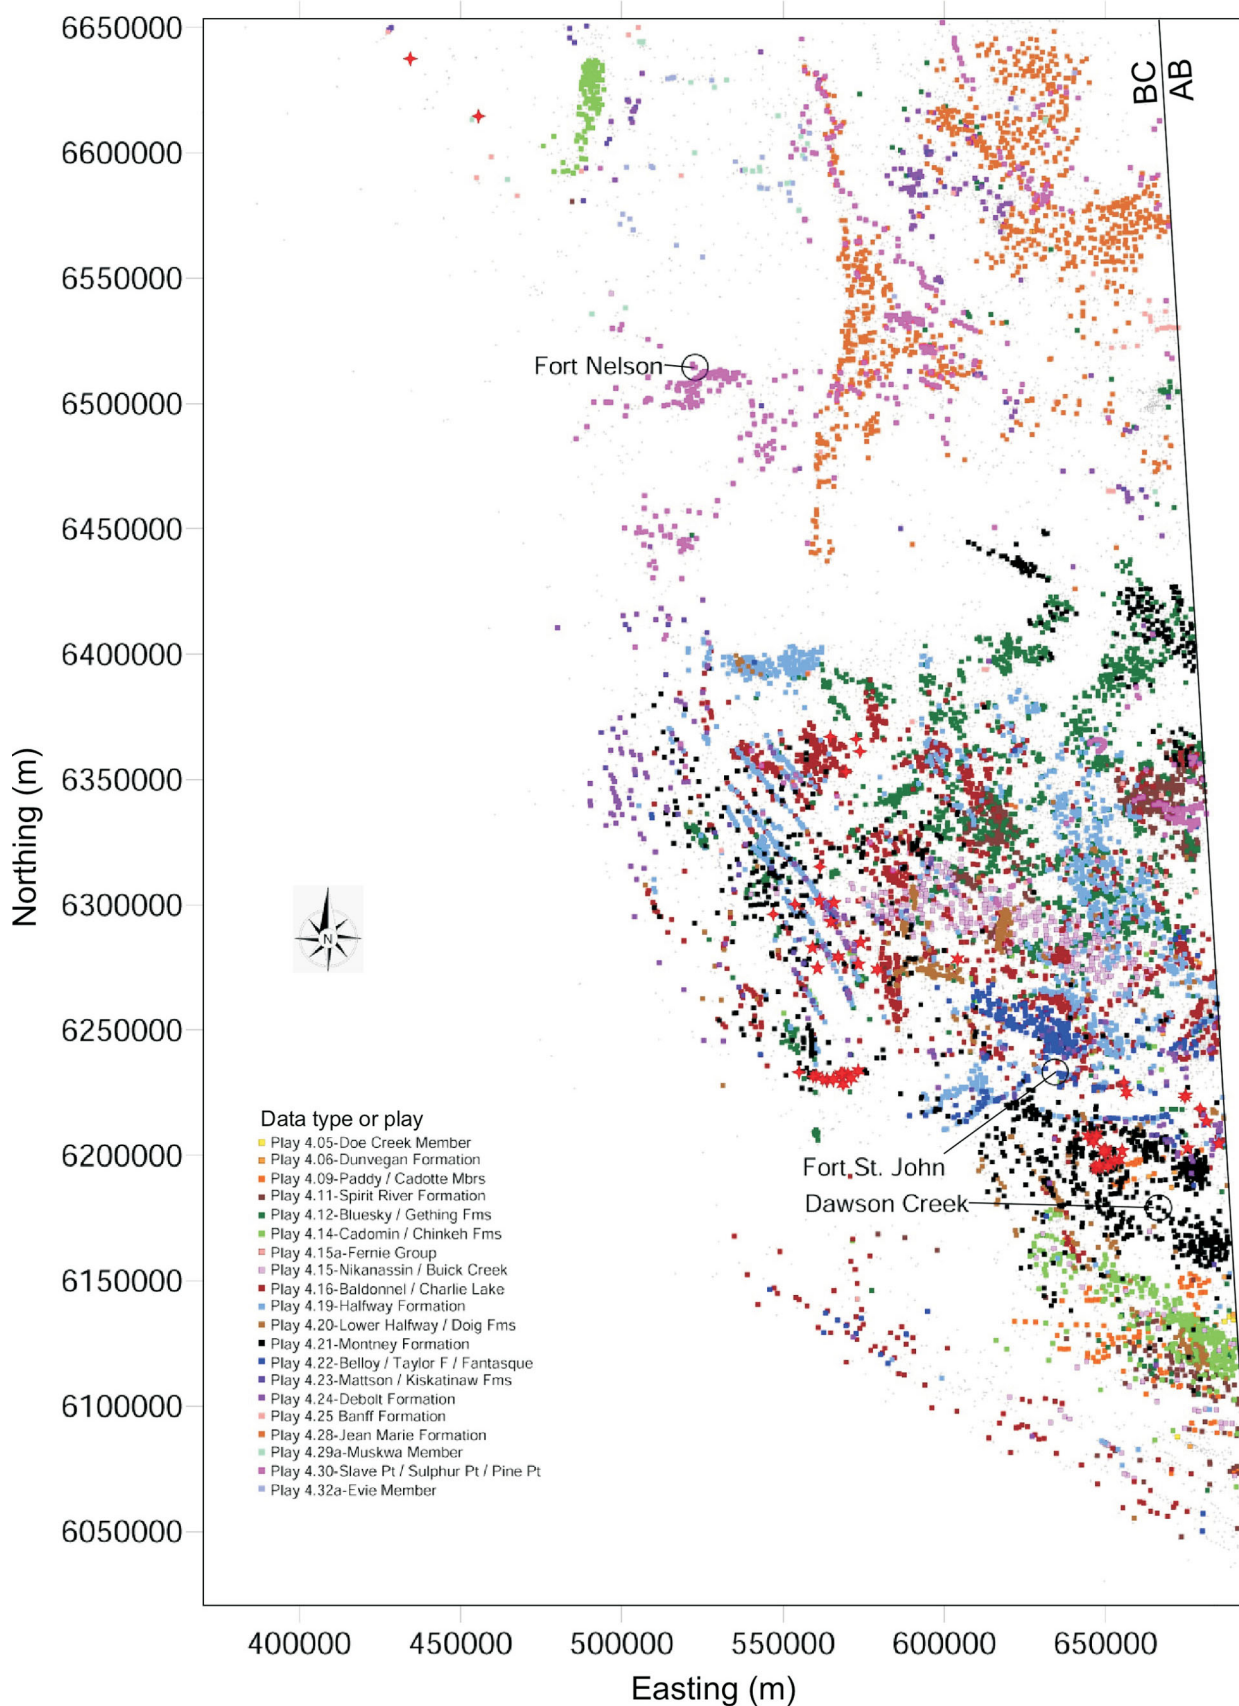 6650000
6600000
6550000
6500000
6450000
6400000
6350000
6300000
6250000
6200000
6150000
6100000
6050000
Northing (m)
BC
AB
Fort Nelson
N
Fort St. John
Dawson Creek
Data type or play
Play 4.05-Doe Creek Member
Play 4.06-Dunvegan Formation
Play 4.09-Paddy / Cadotte Mbrs
Play 4.11-Spirit River Formation
Play 4.12-Bluesky / Gething Fms
Play 4.14-Cadomin / Chinkeh Fms
Play 4.15a-Fernie Group
Play 4.15-Nikanassin / Buick Creek
Play 4.16-Baldonnel / Charlie Lake
Play 4.19-Halfway Formation
Play 4.20-Lower Halfway / Doig Fms
Play 4.21-Montney Formation
Play 4.22-Belloy / Taylor F / Fantasque
Play 4.23-Mattson / Kiskatinaw Fms
Play 4.24-Debolt Formation
Play 4.25 Banff Formation
Play 4.28-Jean Marie Formation
Play 4.29a-Muskwa Member
Play 4.30-Slave Pt / Sulphur Pt / Pine Pt
Play 4.32a-Evie Member
400000 450000 500000 550000 600000 650000
Easting (m)